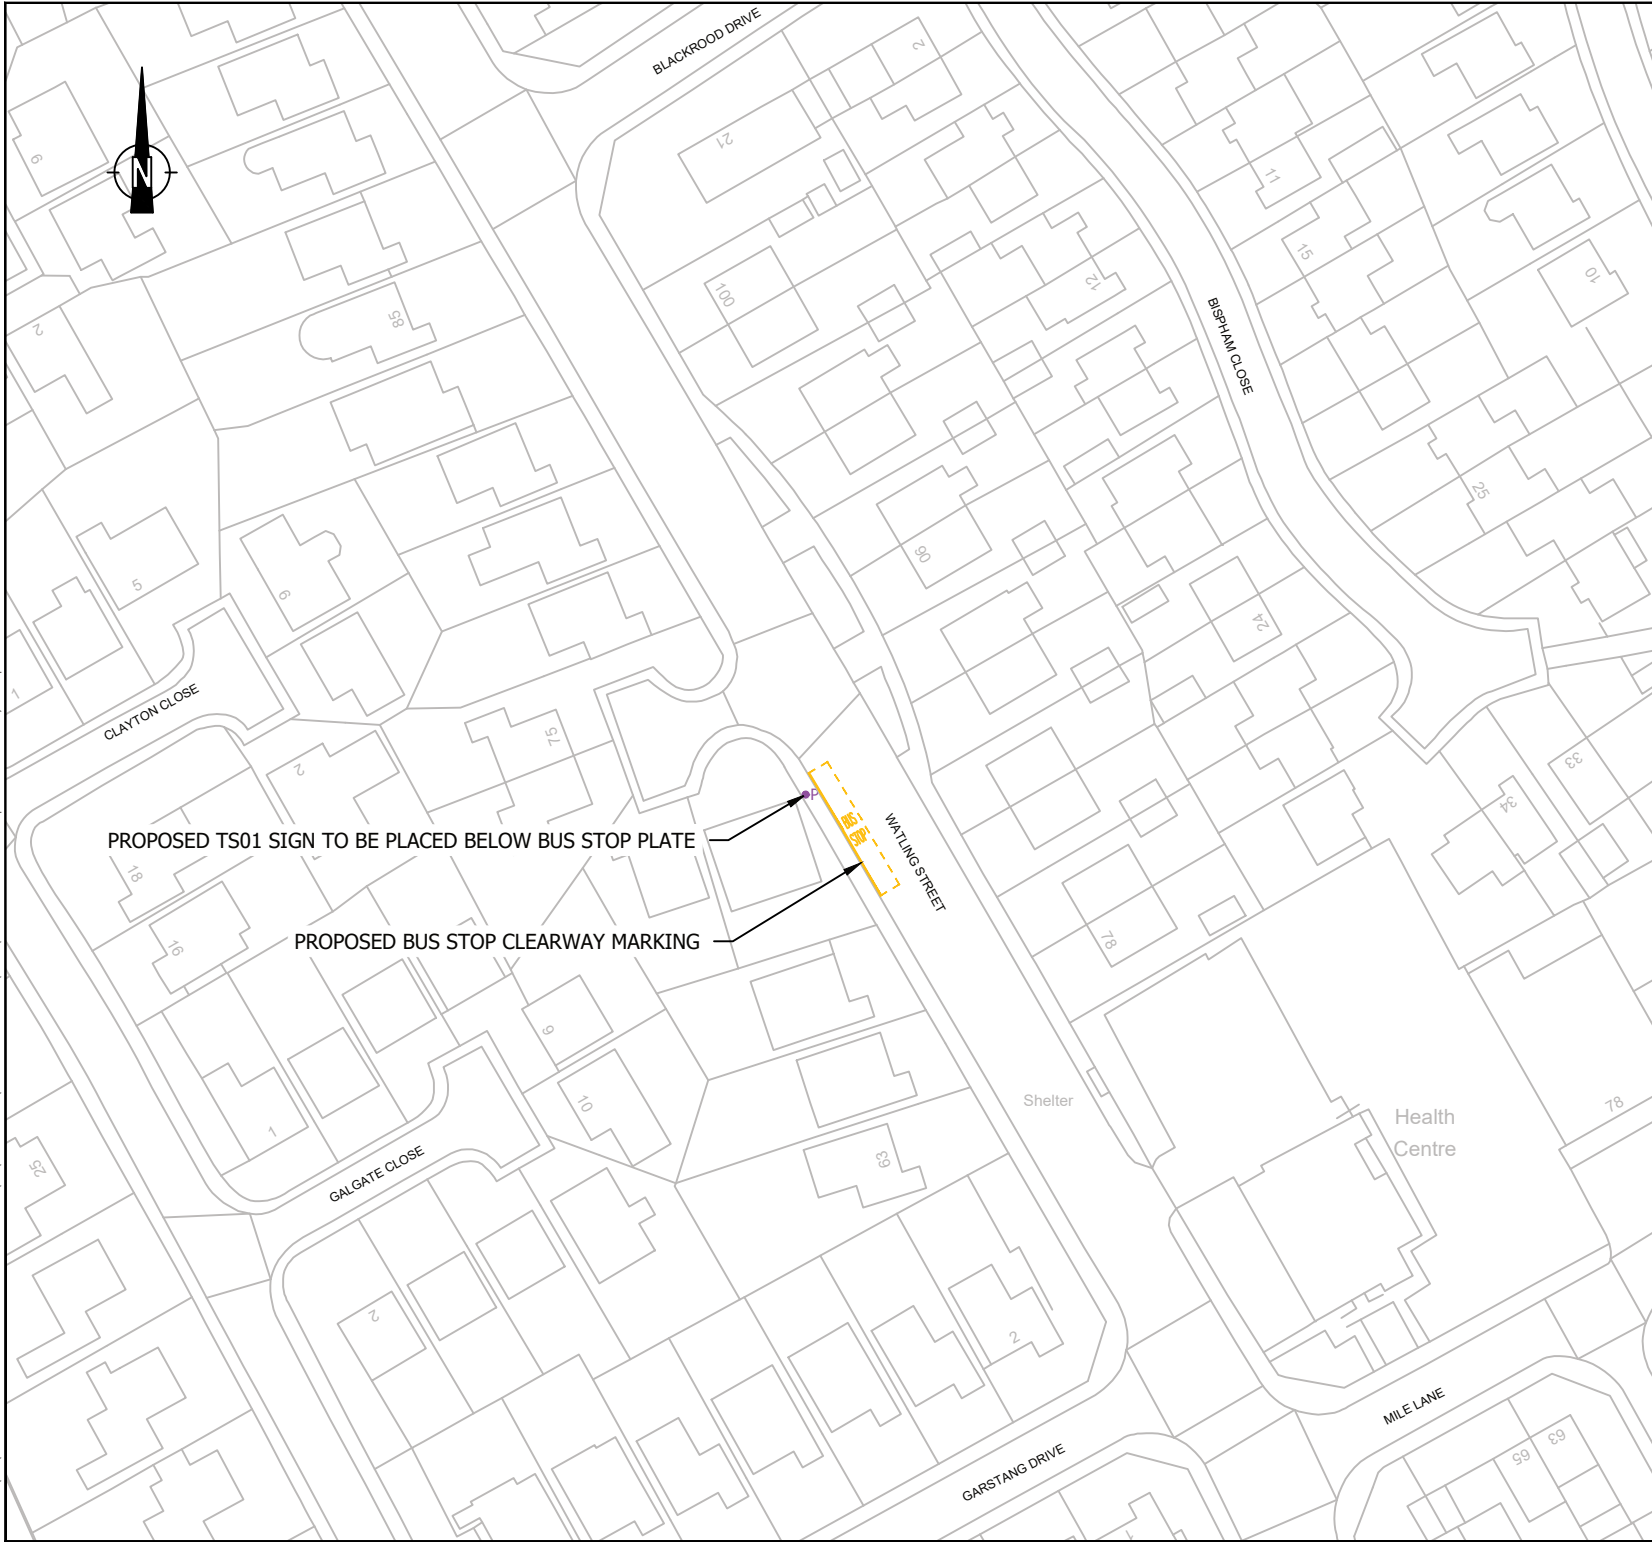 BLACKROOD DRIVE
2
21
9
N
11
15
10
100
12
2
85
BISPHAM CLOSE
25
90
5
6
24
1
CLAYTON CLOSE
75
2
33
34
P
BUS
STOP
WATLING STREET
PROPOSED TS01 SIGN TO BE PLACED BELOW BUS STOP PLATE
18
16
PROPOSED BUS STOP CLEARWAY MARKING
78
9
10
Shelter
Health
Centre
78
1
25
GALGATE CLOSE
63
2
2
MILE LANE
GARSTANG DRIVE
65
63